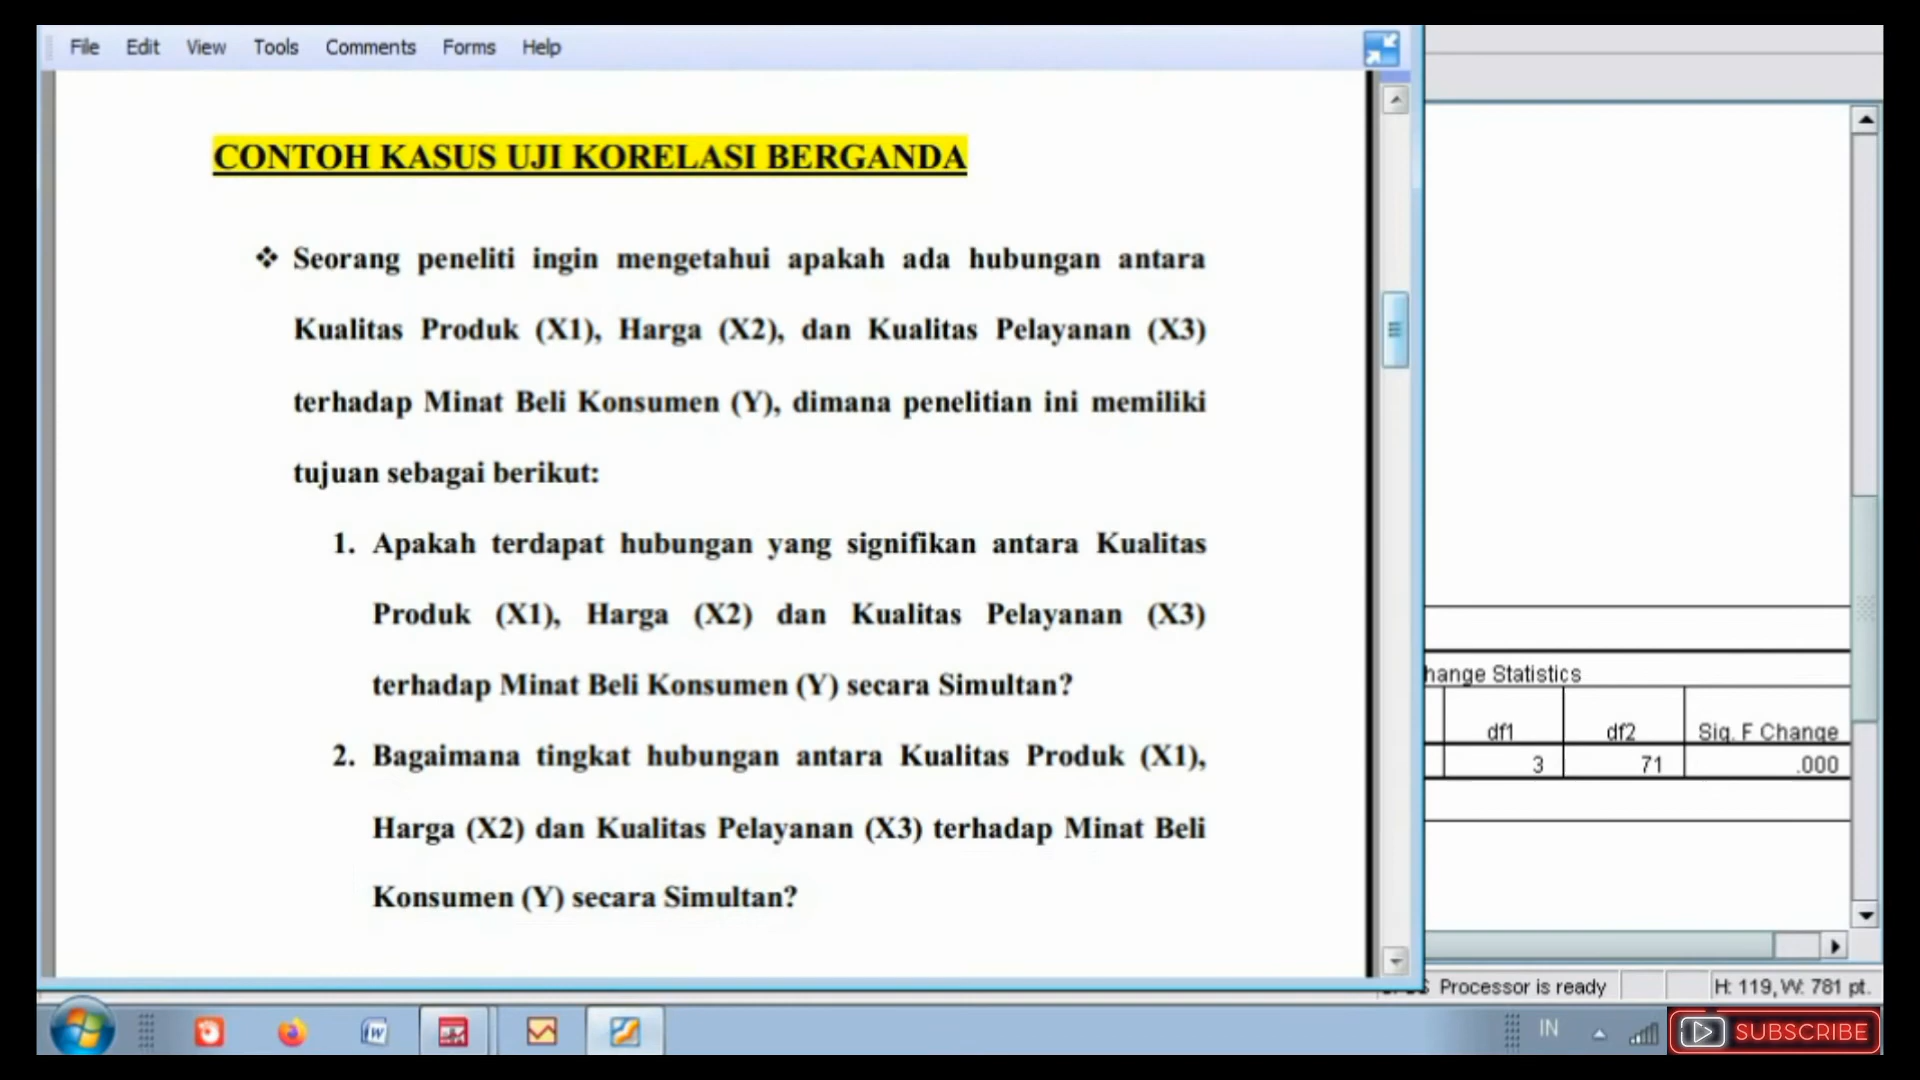 File Edit View Tools Comments Forms Help
CONTOH KASUS UJI KORELASI BERGANDA
❖ Seorang peneliti ingin mengetahui apakah ada hubungan antara
Kualitas Produk (X1), Harga (X2), dan Kualitas Pelayanan (X3)
terhadap Minat Beli Konsumen (Y), dimana penelitian ini memiliki
tujuan sebagai berikut:
1. Apakah terdapat hubungan yang signifikan antara Kualitas
Produk (X1), Harga (X2) dan Kualitas Pelayanan (X3)
terhadap Minat Beli Konsumen (Y) secara Simultan?
2. Bagaimana tingkat hubungan antara Kualitas Produk (X1),
Harga (X2) dan Kualitas Pelayanan (X3) terhadap Minat Beli
Konsumen (Y) secara Simultan?
hange Statistics
df1 df2 Sig. F Change
3 71 .000
Processor is ready H: 119, W: 781 pt.
IN
SUBSCRIBE